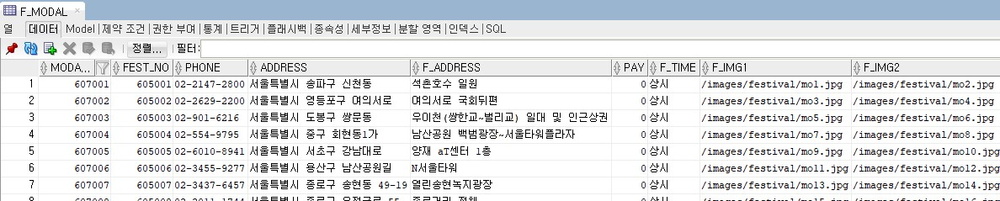 F_MODAL
열 데이터 Model 제약 조건 권한 부여 통계 트리거 플래시백 종속성 세부정보 분할 영역 인덱스 SQL
정렬... 필터:
MODA... FEST_NO PHONE ADDRESS F_ADDRESS PAY F_TIME F_IMG1 F_IMG2
1 607001 605001 02-2147-2800 서울특별시 송파구 신천동 석촌호수 일원 0 상시 /images/festival/mo1.jpg /images/festival/mo2.jpg
2 607002 605002 02-2629-2200 서울특별시 영등포구 여의서로 여의서로 국회뒤편 0 상시 /images/festival/mo3.jpg /images/festival/mo4.jpg
3 607003 605003 02-901-6216 서울특별시 도봉구 쌍문동 우이천(쌍한교~벌리교) 일대 및 인근상권 0 상시 /images/festival/mo5.jpg /images/festival/mo6.jpg
4 607004 605004 02-554-9795 서울특별시 중구 회현동1가 남산공원 백범광장~서울타워플라자 0 상시 /images/festival/mo7.jpg /images/festival/mo8.jpg
5 607005 605005 02-6010-8941 서울특별시 서초구 강남대로 양재 aT센터 1층 0 상시 /images/festival/mo9.jpg /images/festival/mo10.jpg
6 607006 605006 02-3455-9277 서울특별시 용산구 남산공원길 N서울타워 0 상시 /images/festival/mo11.jpg /images/festival/mo12.jpg
7 607007 605007 02-3437-6457 서울특별시 종로구 송현동 49-19 열린송현녹지광장 0 상시 /images/festival/mo13.jpg /images/festival/mo14.jpg